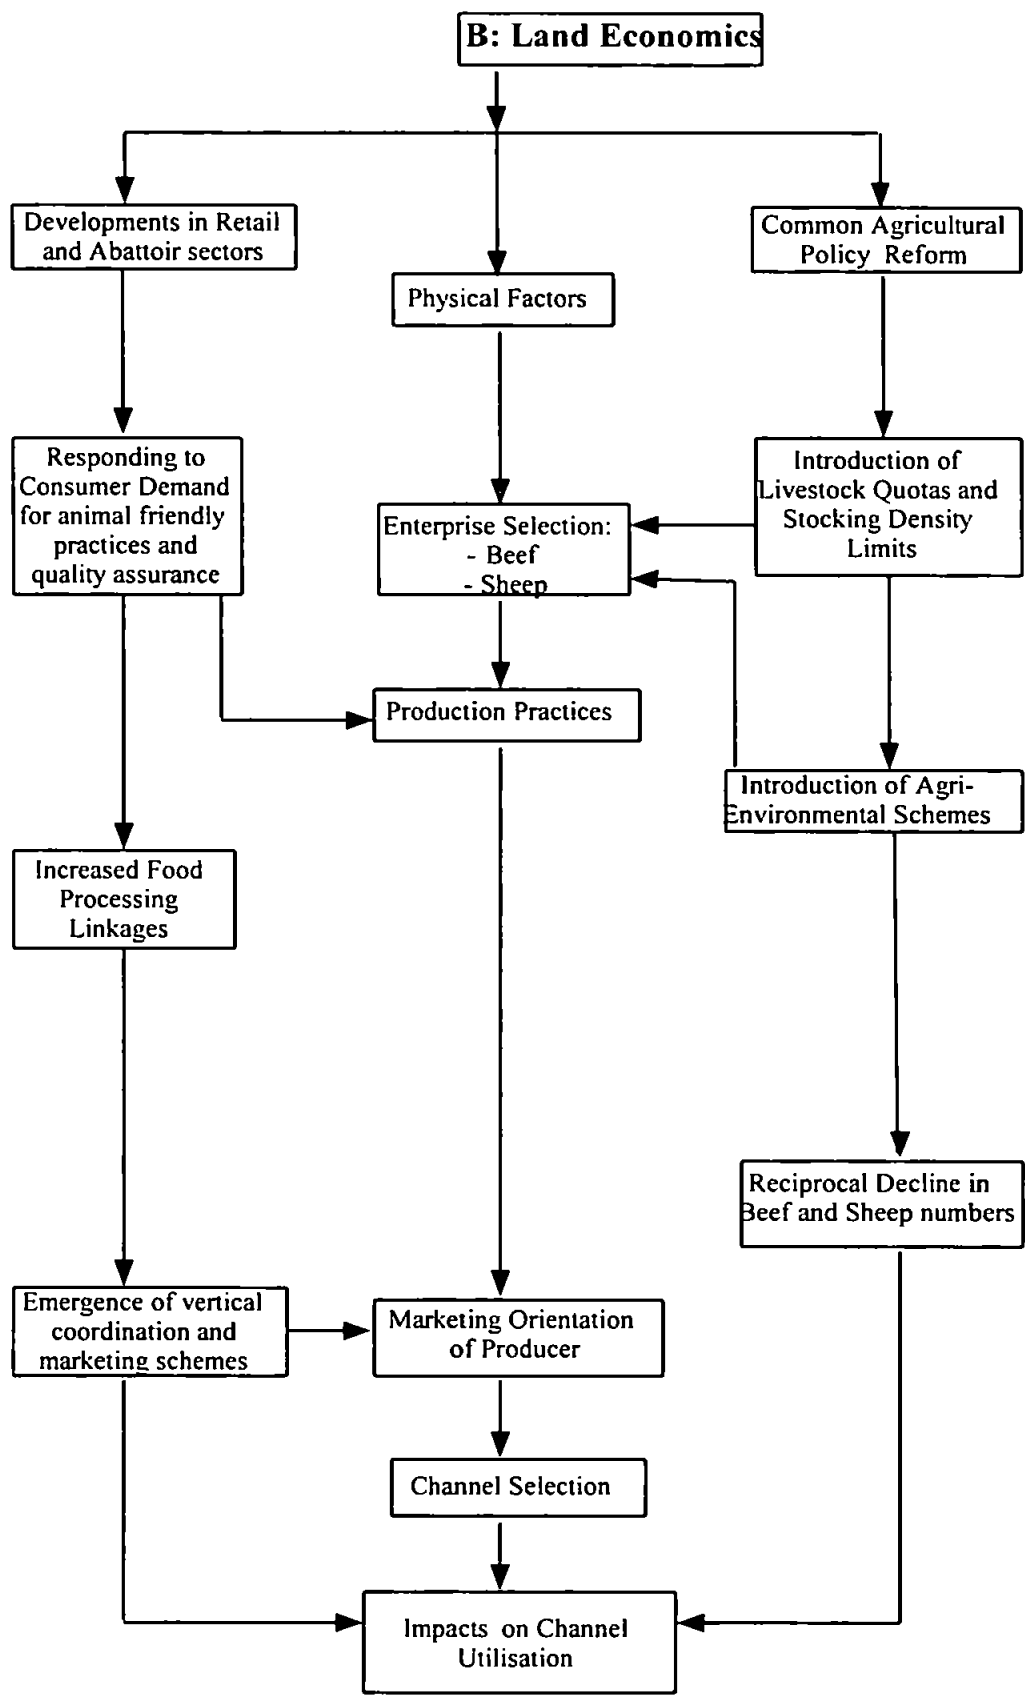 B: Land Economics
Developments in Retail
and Abattoir sectors
Common Agricultural
Policy Reform
Physical Factors
Responding to
Consumer Demand
for animal friendly
practices and
quality assurance
Enterprise Selection:
- Beef
- Sheep
Introduction of
Livestock Quotas and
Stocking Density
Limits
Production Practices
Introduction of Agri-
Environmental Schemes
Increased Food
Processing
Linkages
Reciprocal Decline in
Beef and Sheep numbers
Emergence of vertical
coordination and
marketing schemes
Marketing Orientation
of Producer
Channel Selection
Impacts on Channel
Utilisation